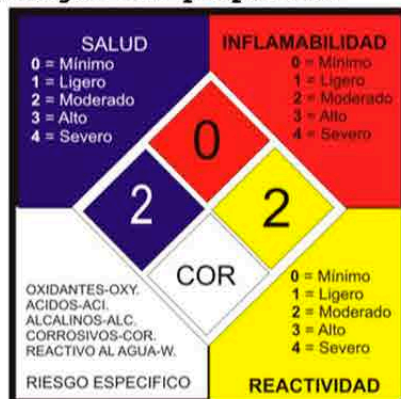 SALUD
0 = Mínimo
1 = Ligero
2 = Moderado
3 = Alto
4 = Severo
INFLAMABILIDAD
0 = Mínimo
1 = Ligero
2 = Moderado
3 = Alto
4 = Severo
0
2
2
COR
OXIDANTES-OXY.
ACIDOS-ACI.
ALCALINOS-ALC.
CORROSIVOS-COR.
REACTIVO AL AGUA-W.
RIESGO ESPECIFICO
0 = Mínimo
1 = Ligero
2 = Moderado
3 = Alto
4 = Severo
REACTIVIDAD